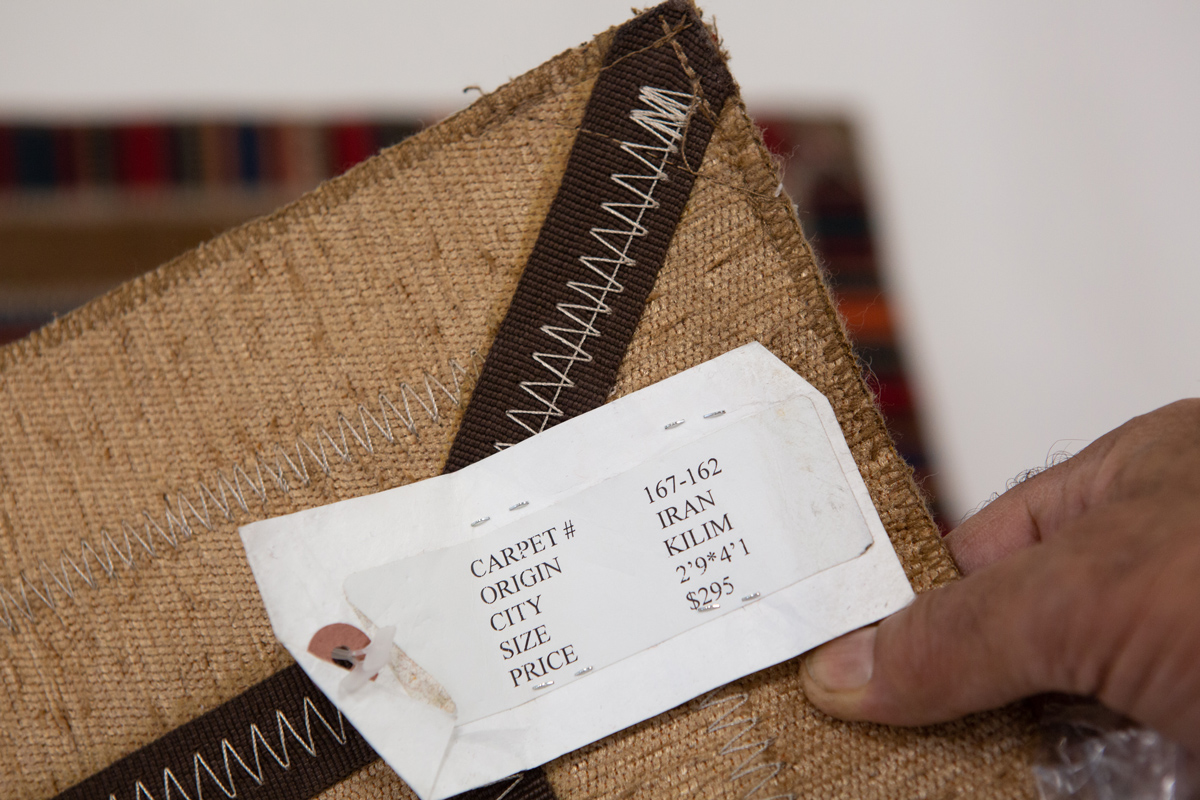 CARPET # 167-162
ORIGIN IRAN
CITY KILIM
SIZE 2'9*4'1
PRICE $295